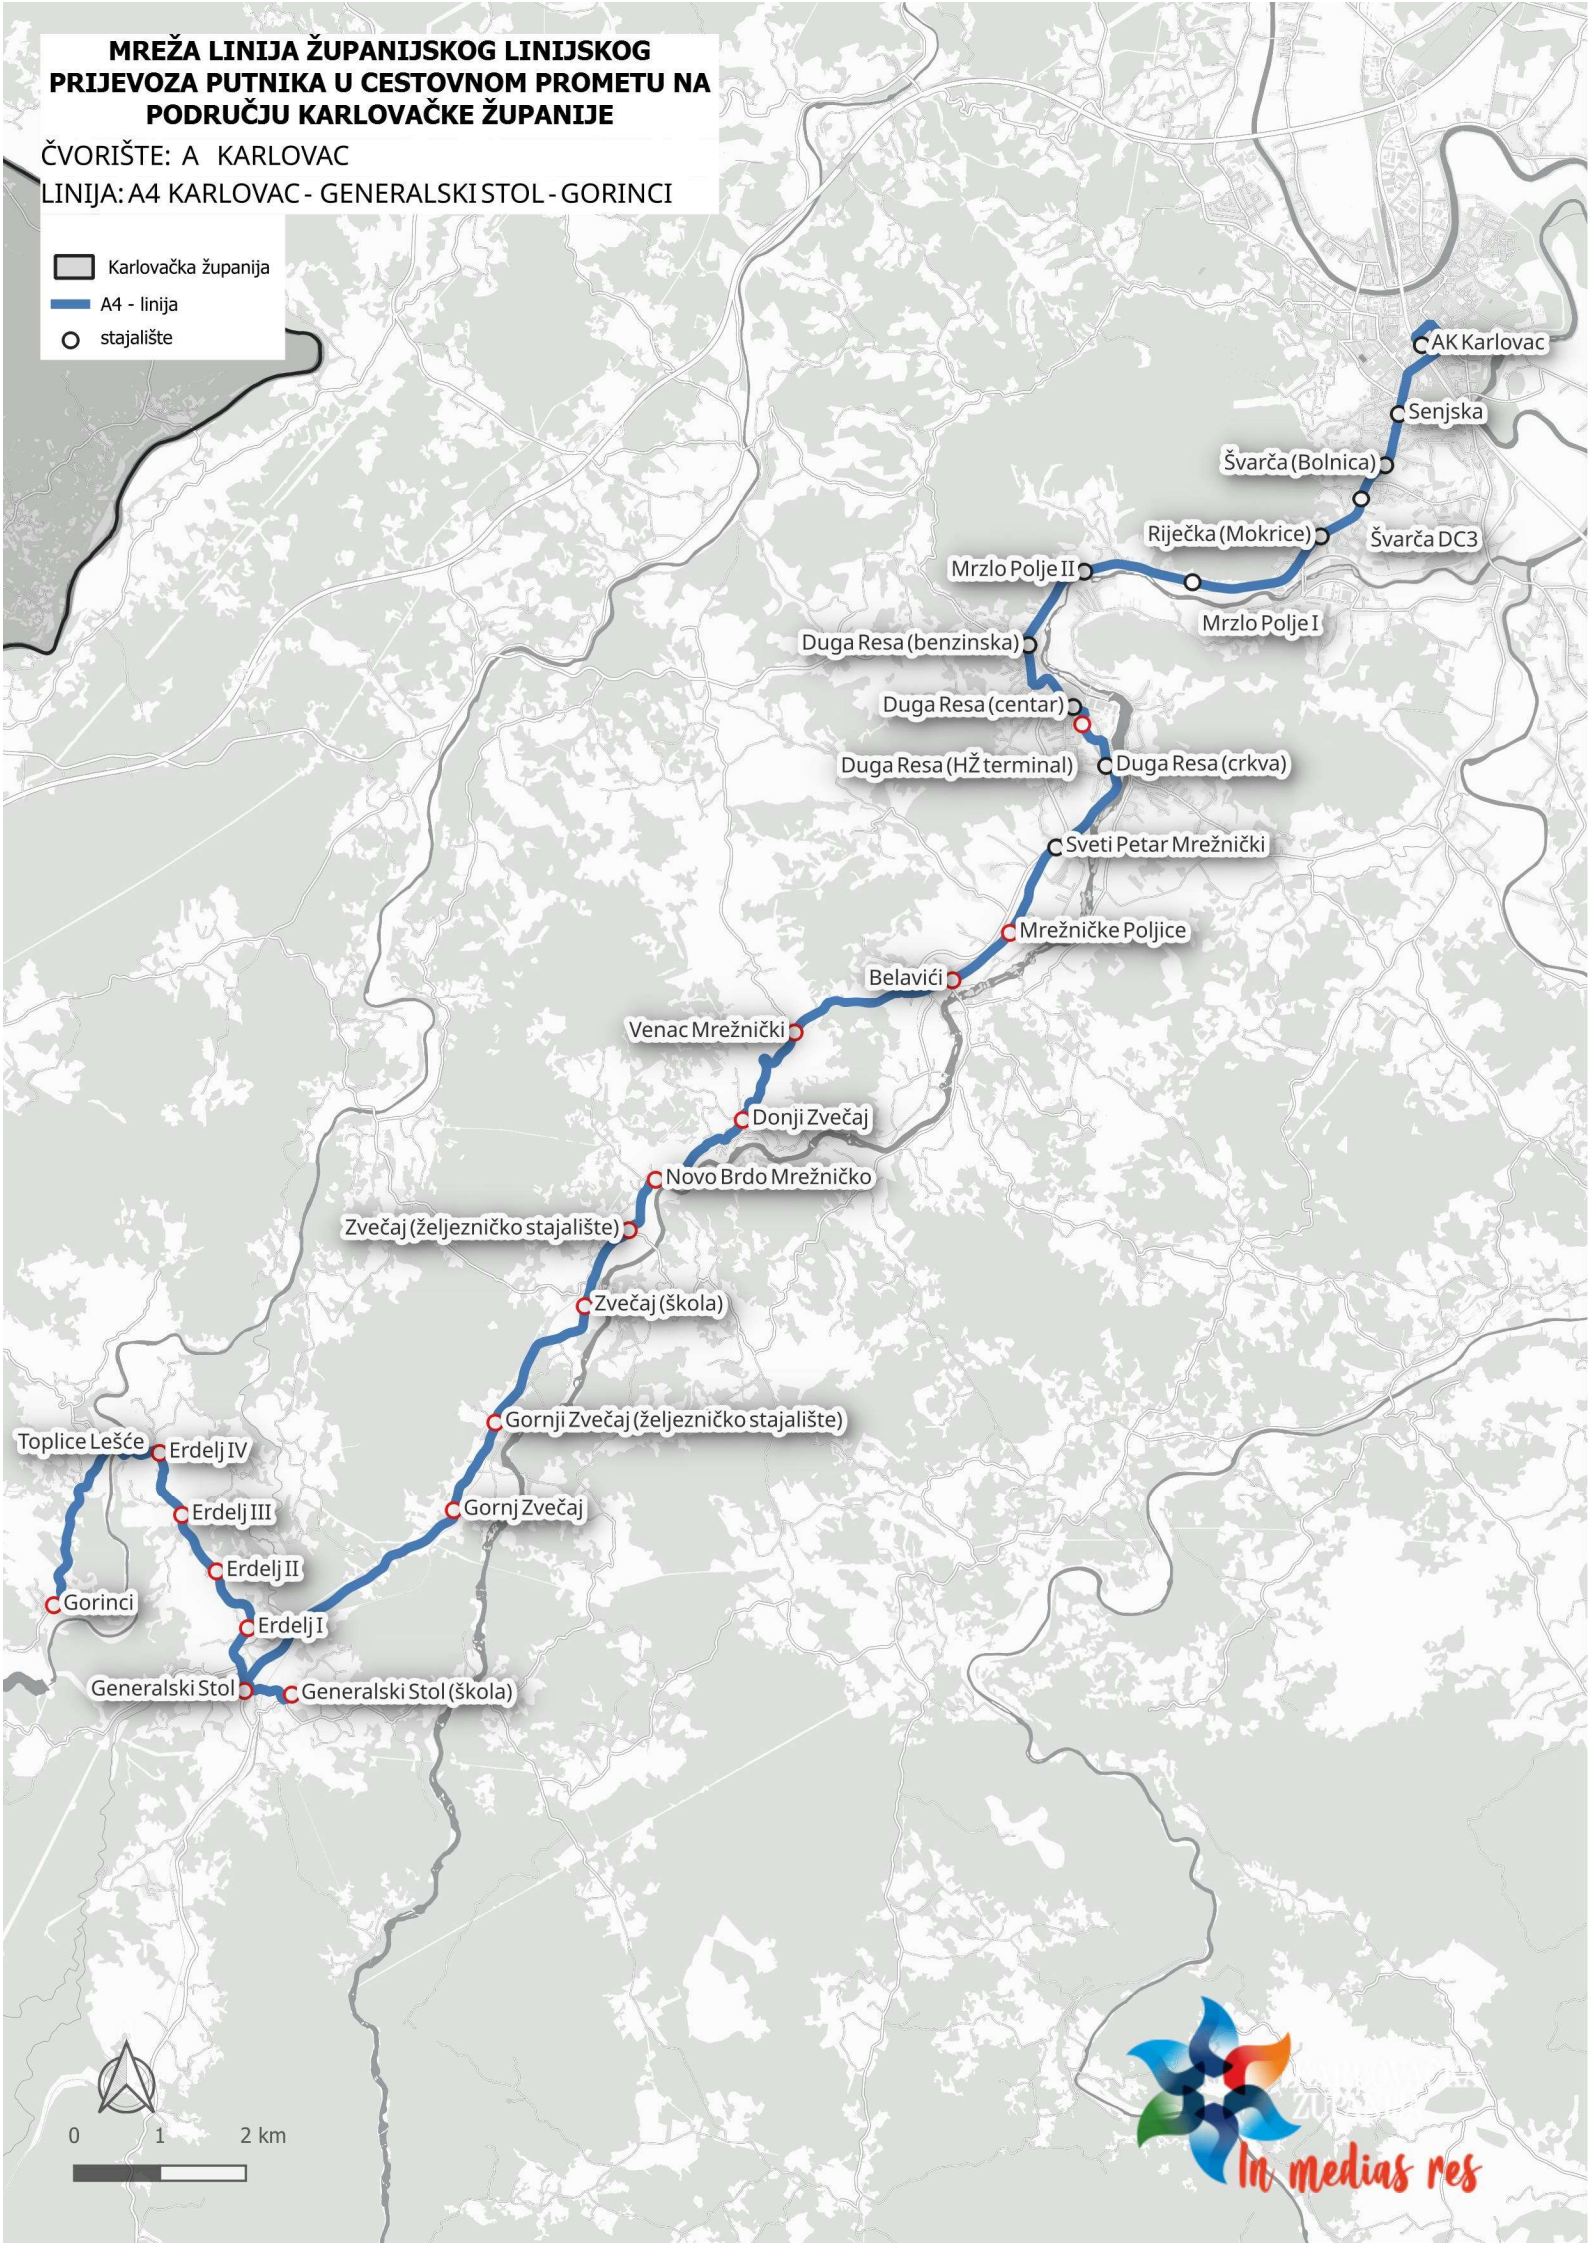 MREŽA LINIJA ŽUPANIJSKOG LINIJSKOG
PRIJEVOZA PUTNIKA U CESTOVNOM PROMETU NA
PODRUČJU KARLOVAČKE ŽUPANIJE
ČVORIŠTE: A KARLOVAC
LINIJA: A4 KARLOVAC - GENERALSKI STOL - GORINCI
Karlovačka županija
A4 - linija
stajalište
AK Karlovac
Senjska
Švarča (Bolnica)
Riječka (Mokrice)
Švarča DC3
Mrzlo Polje II
Mrzlo Polje I
Duga Resa (benzinska)
Duga Resa (centar)
Duga Resa (HŽ terminal)
Duga Resa (crkva)
Sveti Petar Mrežnički
Mrežničke Poljice
Belavići
Venac Mrežnički
Donji Zvečaj
Novo Brdo Mrežničko
Zvečaj (željezničko stajalište)
Zvečaj (škola)
Gornji Zvečaj (željezničko stajalište)
Toplice Lešće
Erdelj IV
Gornj Zvečaj
Erdelj III
Erdelj II
Gorinci
Erdelj I
Generalski Stol
Generalski Stol (škola)
0 1 2 km
In medias res